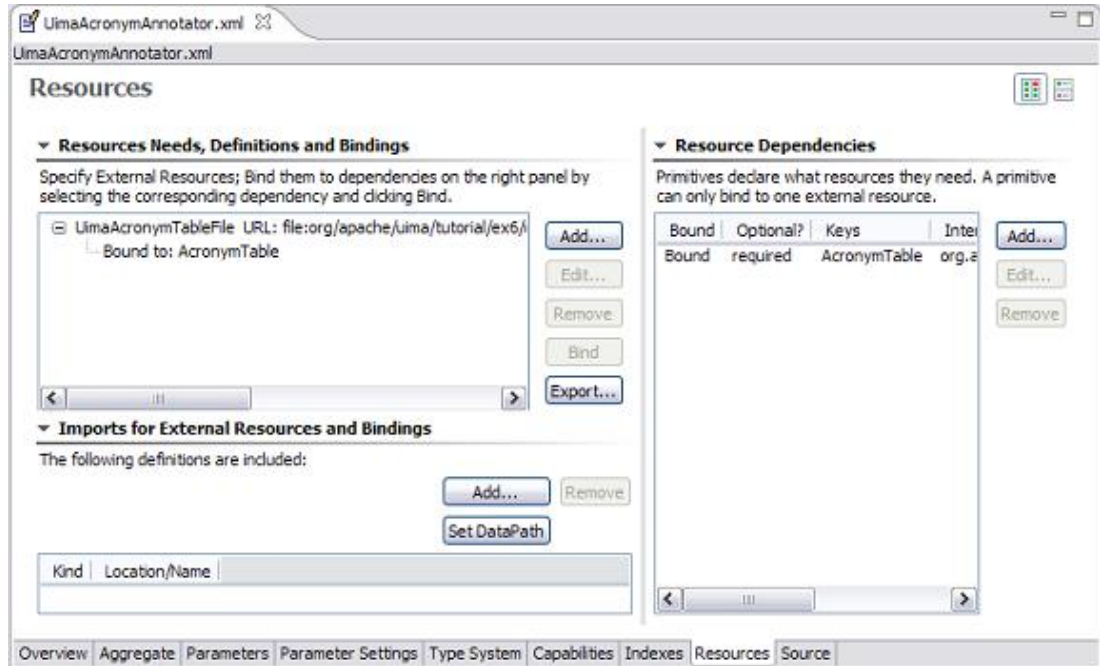 UimaAcronymAnnotator.xml
UimaAcronymAnnotator.xml
Resources
Resources Needs, Definitions and Bindings
Specify External Resources; Bind them to dependencies on the right panel by
selecting the corresponding dependency and clicking Bind.
UimaAcronymTableFile URL: file:org/apache/uima/tutorial/ex6/
Bound to: AcronymTable
Add...
Edit...
Remove
Bind
Export...
Imports for External Resources and Bindings
The following definitions are included:
Add... Remove
Set DataPath
Kind Location/Name
Resource Dependencies
Primitives declare what resources they need. A primitive
can only bind to one external resource.
Bound Optional? Keys Inter
Bound required AcronymTable org.a
Add...
Edit...
Remove
Overview Aggregate Parameters Parameter Settings Type System Capabilities Indexes Resources Source